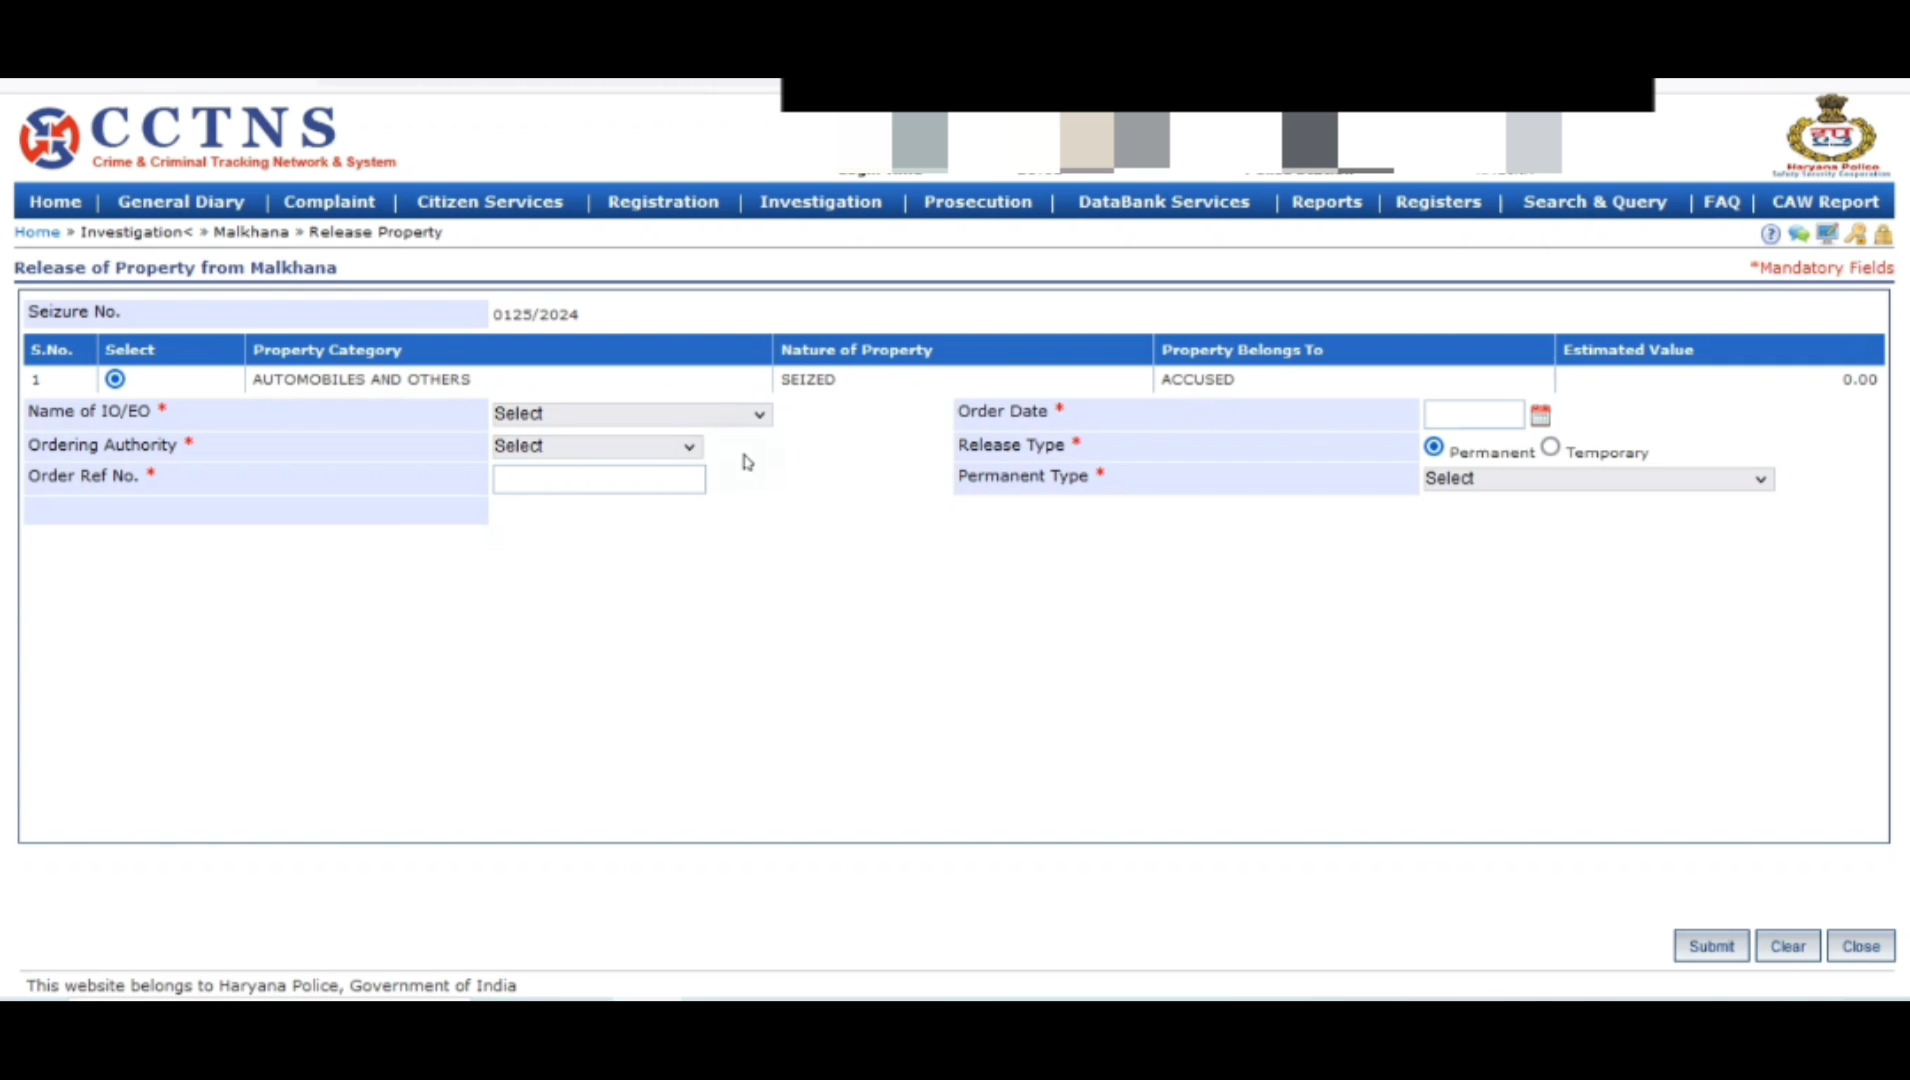 CCTNS
Crime & Criminal Tracking Network & System
हपु
Haryana Police
Home | General Diary | Complaint | Citizen Services | Registration | Investigation | Prosecution | DataBank Services | Reports | Registers | Search & Query | FAQ | CAW Report
Home » Investigation< » Malkhana » Release Property
Release of Property from Malkhana
*Mandatory Fields
Seizure No. 0125/2024
S.No. Select Property Category Nature of Property Property Belongs To Estimated Value
1 AUTOMOBILES AND OTHERS SEIZED ACCUSED 0.00
Name of IO/EO * Select Order Date *
Ordering Authority * Select Release Type * Permanent Temporary
Order Ref No. * Permanent Type * Select
Submit Clear Close
This website belongs to Haryana Police, Government of India